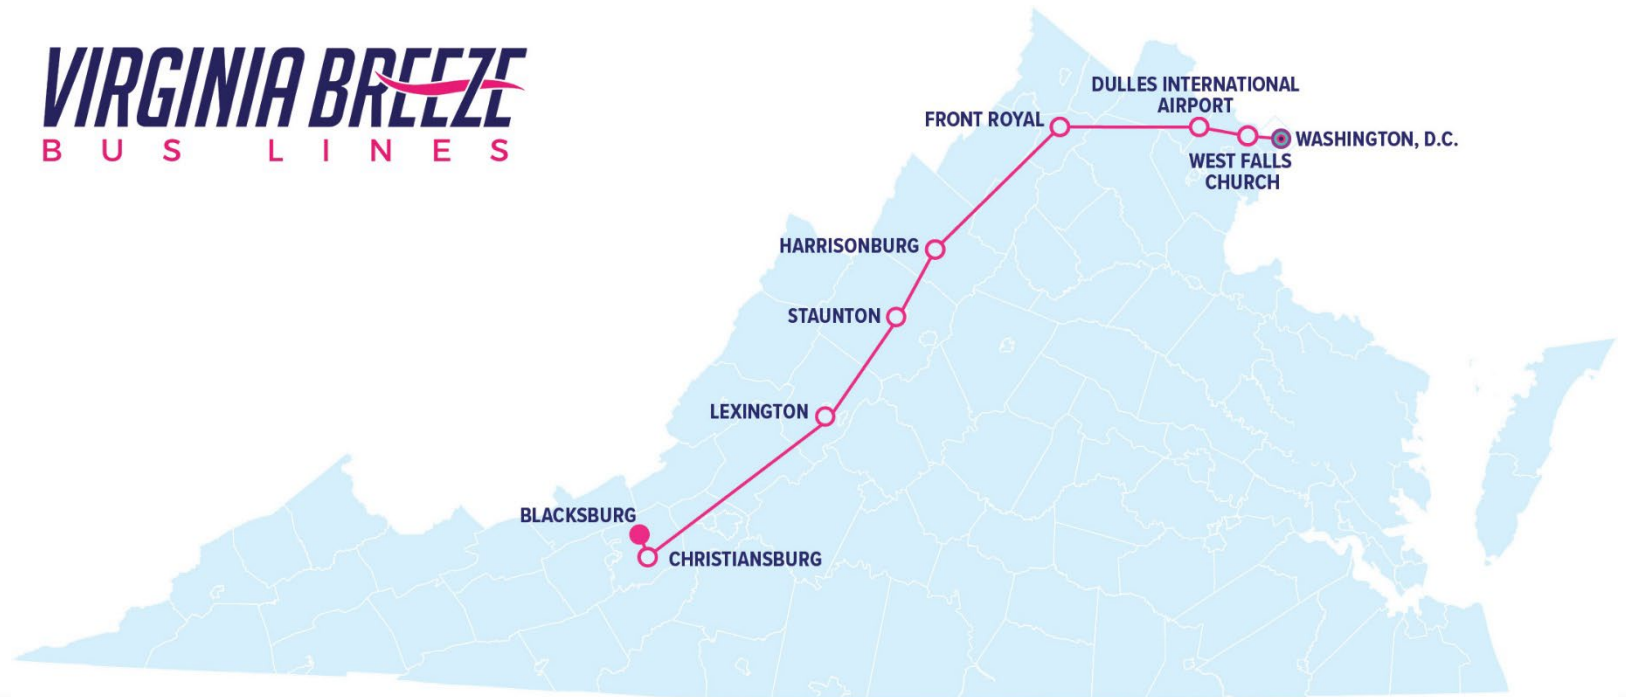 VIRGINIA BREEZE
BUS LINES
DULLES INTERNATIONAL
AIRPORT
FRONT ROYAL
WASHINGTON, D.C.
WEST FALLS
CHURCH
HARRISONBURG
STAUNTON
LEXINGTON
BLACKSBURG
CHRISTIANSBURG